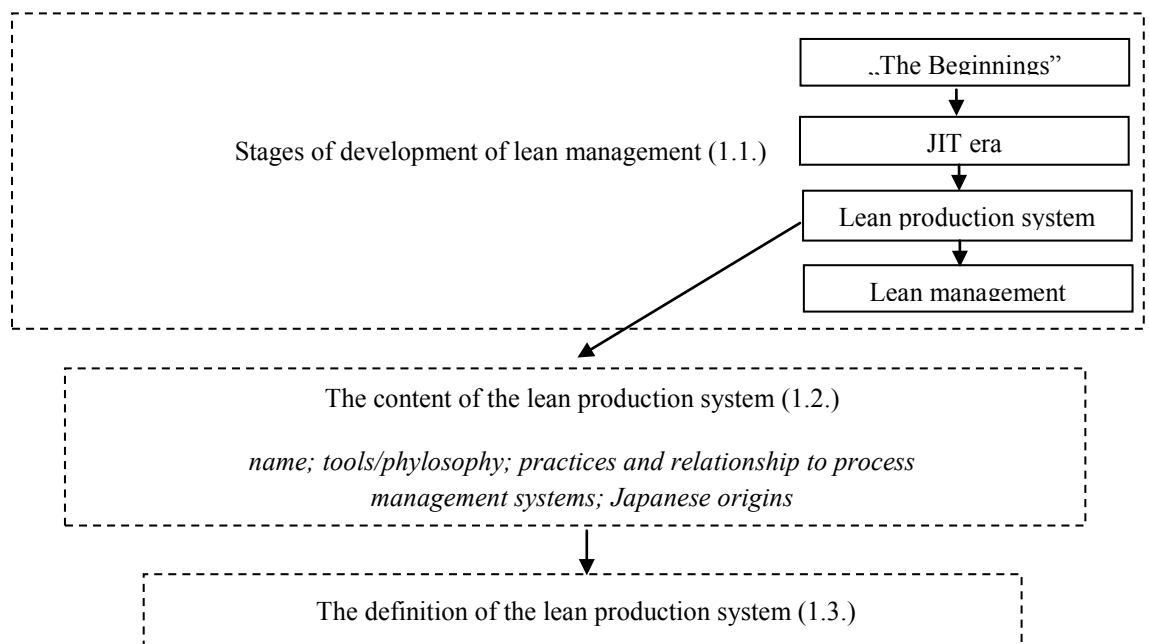 „The Beginnings”
Stages of development of lean management (1.1.)
JIT era
Lean production system
Lean management
The content of the lean production system (1.2.)
name; tools/phylosophy; practices and relationship to process
management systems; Japanese origins
The definition of the lean production system (1.3.)